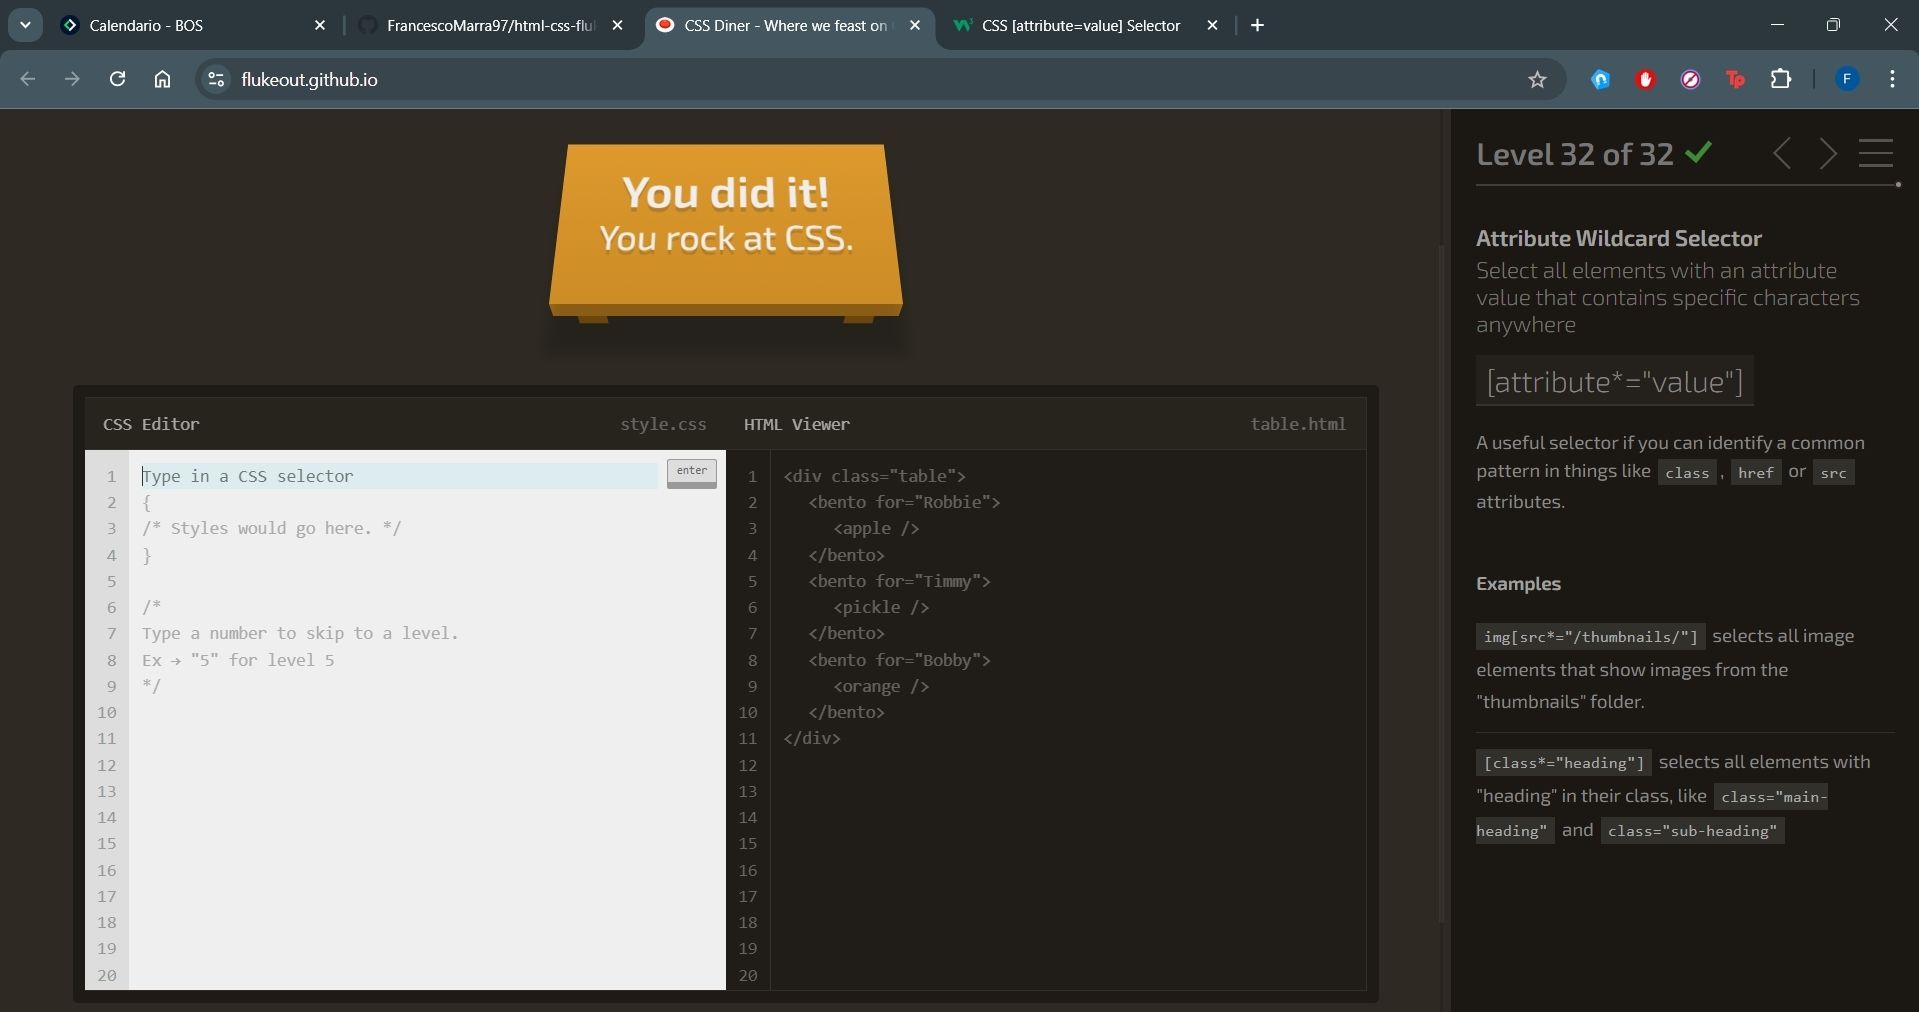 Calendario - BOS
FrancescoMarra97/html-css-flu
CSS Diner - Where we feast on
CSS [attribute=value] Selector
flukeout.github.io
F
You did it!
You rock at CSS.
CSS Editor
style.css
HTML Viewer
table.html
1 Type in a CSS selector
enter
2 {
3 /* Styles would go here. */
4 }
5
6 /*
7 Type a number to skip to a level.
8 Ex → "5" for level 5
9 */
10
11
12
13
14
15
16
17
18
19
20
1 <div class="table">
2 <bento for="Robbie">
3 <apple />
4 </bento>
5 <bento for="Timmy">
6 <pickle />
7 </bento>
8 <bento for="Bobby">
9 <orange />
10 </bento>
11 </div>
12
13
14
15
16
17
18
19
20
Level 32 of 32
Attribute Wildcard Selector
Select all elements with an attribute
value that contains specific characters
anywhere
[attribute*="value"]
A useful selector if you can identify a common
pattern in things like class , href or src
attributes.
Examples
img[src*="/thumbnails/"] selects all image
elements that show images from the
"thumbnails" folder.
[class*="heading"] selects all elements with
"heading" in their class, like class="main-
heading" and class="sub-heading"